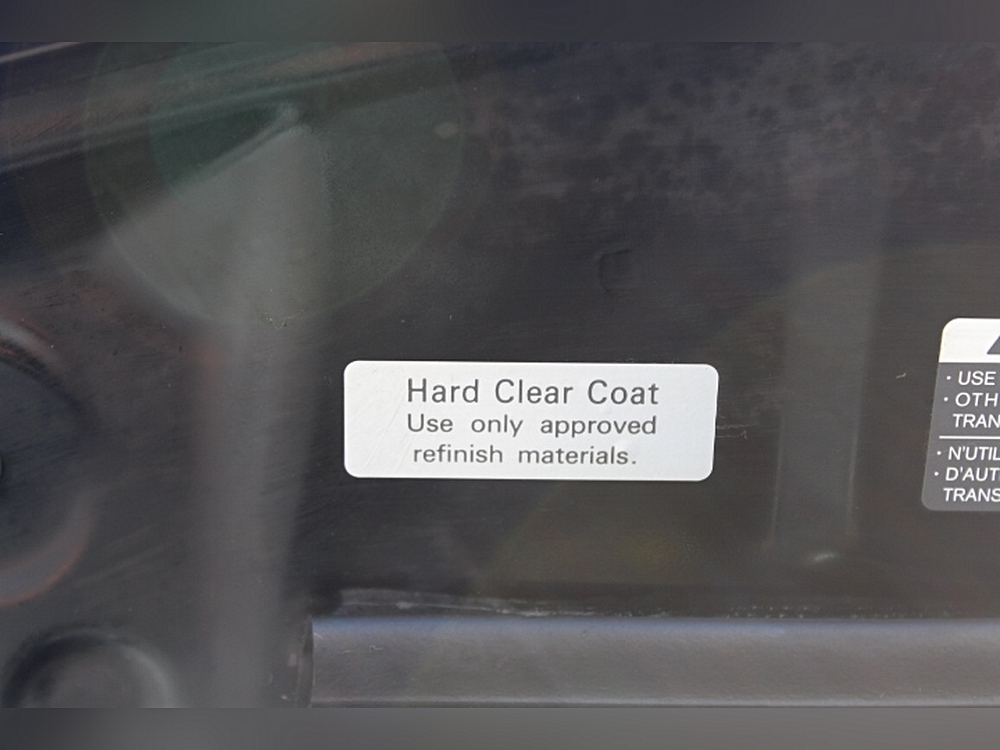 Hard Clear Coat
Use only approved
refinish materials.
· USE
· OTH
TRAN
· N'UTIL
· D'AUT
TRANS